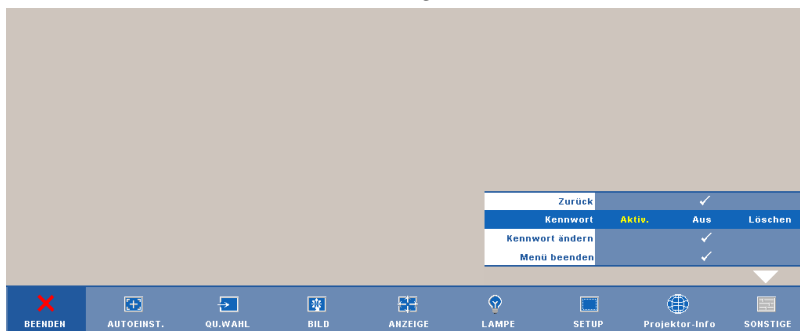 Zurück
Kennwort Aktiv. Aus Löschen
Kennwort ändern
Menü beenden
BEENDEN AUTOEINST. QU.WAHL BILD ANZEIGE LAMPE SETUP Projektor-Info SONSTIGE